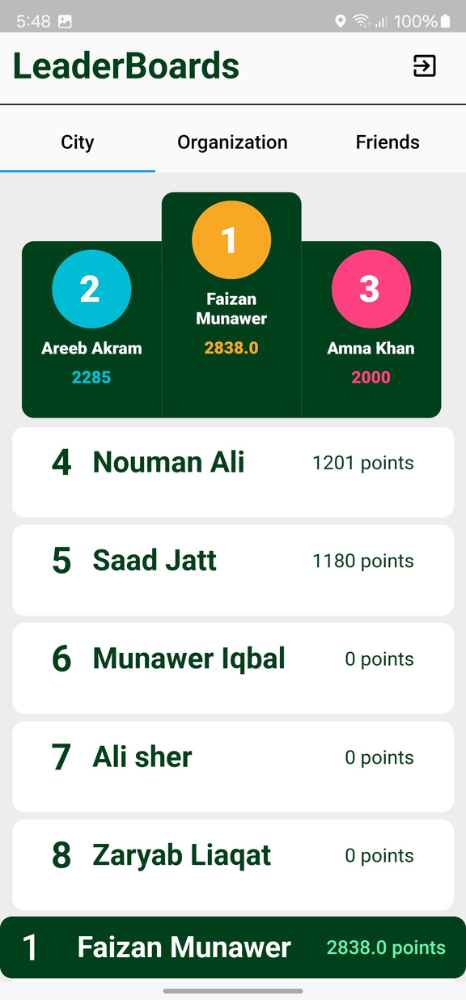 5:48 100%
LeaderBoards
City Organization Friends
1
Faizan
Munawer
2838.0
2
Areeb Akram
2285
3
Amna Khan
2000
4 Nouman Ali 1201 points
5 Saad Jatt 1180 points
6 Munawer Iqbal 0 points
7 Ali sher 0 points
8 Zaryab Liaqat 0 points
1 Faizan Munawer 2838.0 points